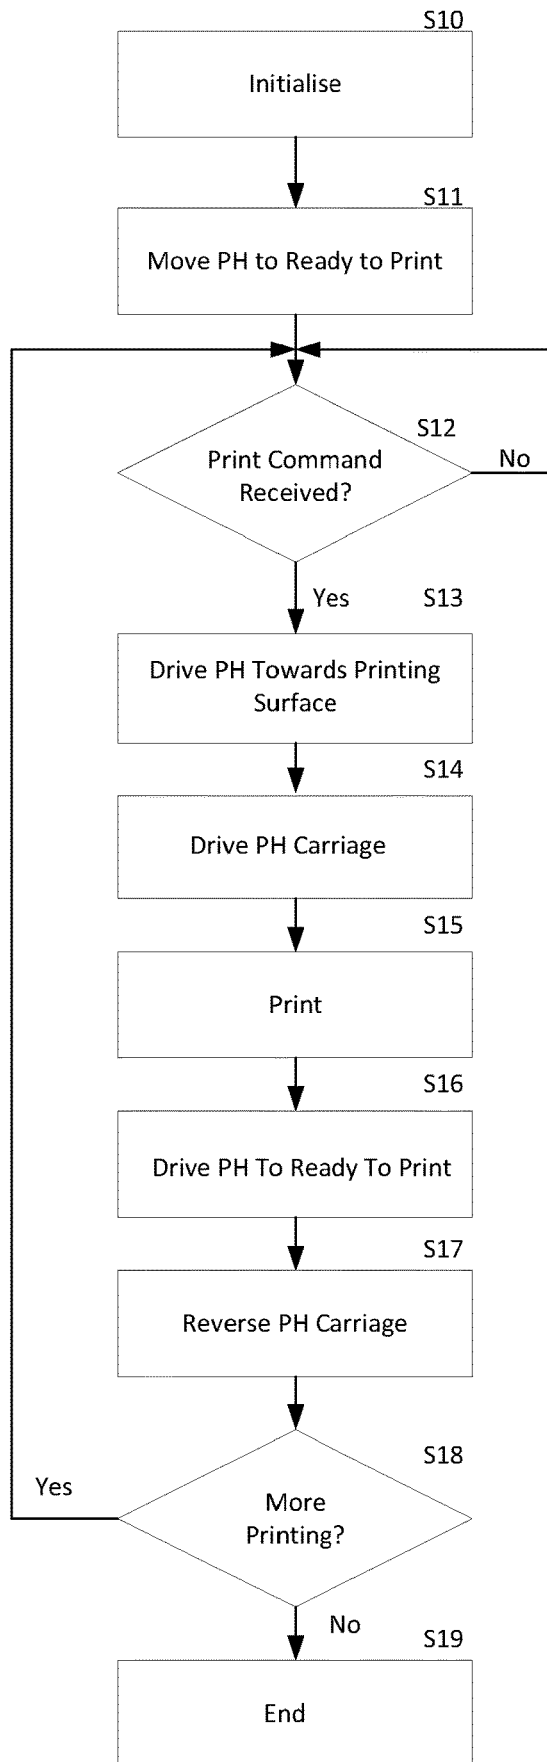 S10
Initialise
S11
Move PH to Ready to Print
S12
Print Command
Received?
No
Yes
S13
Drive PH Towards Printing
Surface
S14
Drive PH Carriage
S15
Print
S16
Drive PH To Ready To Print
S17
Reverse PH Carriage
S18
Yes
More
Printing?
No
S19
End